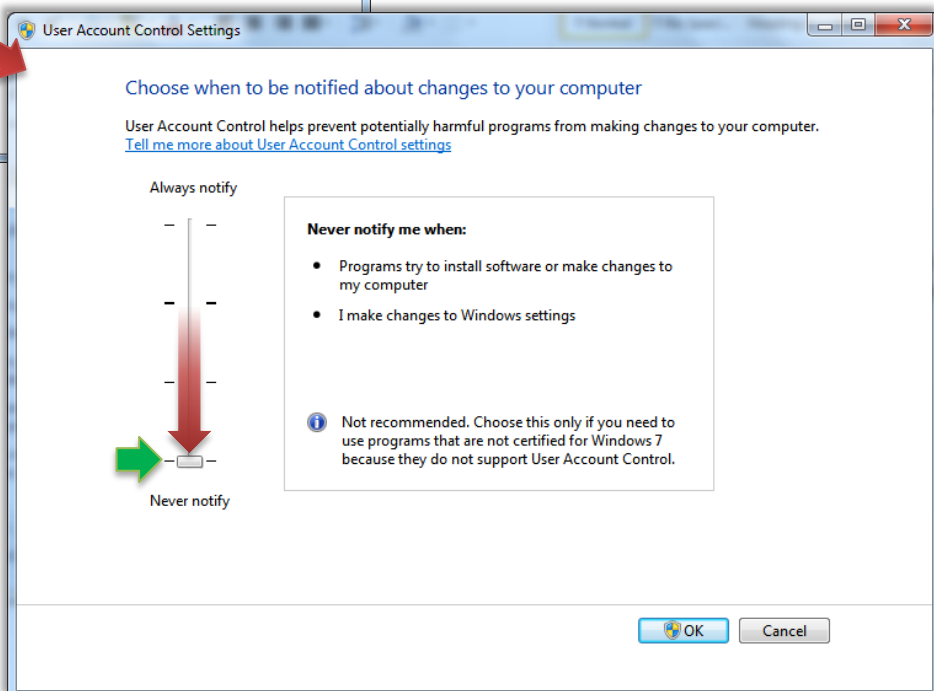 User Account Control Settings
Choose when to be notified about changes to your computer
User Account Control helps prevent potentially harmful programs from making changes to your computer.
Tell me more about User Account Control settings
Always notify
Never notify me when:
Programs try to install software or make changes to
my computer
I make changes to Windows settings
Not recommended. Choose this only if you need to
use programs that are not certified for Windows 7
because they do not support User Account Control.
Never notify
OK
Cancel